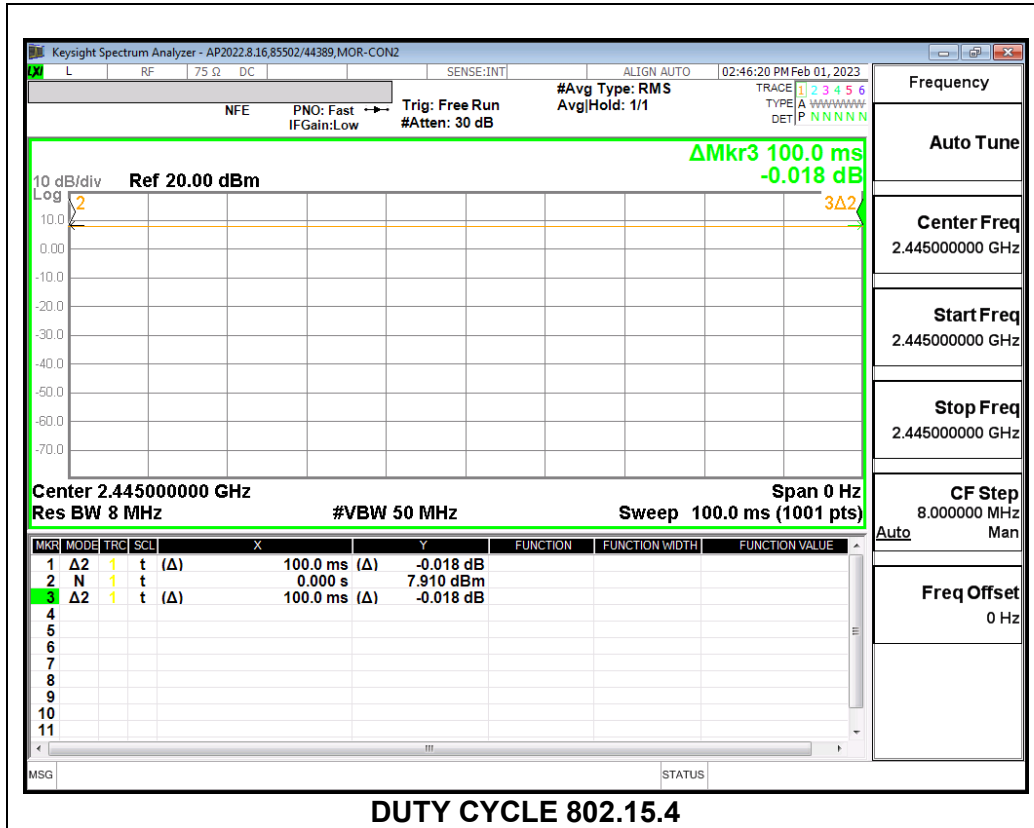 Keysight Spectrum Analyzer - AP2022.8.16,85502/44389,MOR-CON2
LXI L RF 75 Ω DC SENSE:INT ALIGN AUTO 02:46:20 PM Feb 01, 2023
NFE PNO: Fast Trig: Free Run #Avg Type: RMS TRACE 1 2 3 4 5 6
IFGain:Low #Atten: 30 dB Avg|Hold: 1/1 TYPE A WWWWW
DET P N N N N N
ΔMkr3 100.0 ms
-0.018 dB
10 dB/div Ref 20.00 dBm
Log
2 3Δ2
10.0
0.00
-10.0
-20.0
-30.0
-40.0
-50.0
-60.0
-70.0
Center 2.445000000 GHz Span 0 Hz
Res BW 8 MHz #VBW 50 MHz Sweep 100.0 ms (1001 pts)
MKR MODE TRC SCL X Y FUNCTION FUNCTION WIDTH FUNCTION VALUE
1 Δ2 1 t (Δ) 100.0 ms (Δ) -0.018 dB
2 N 1 t 0.000 s 7.910 dBm
3 Δ2 1 t (Δ) 100.0 ms (Δ) -0.018 dB
4
5
6
7
8
9
10
11
MSG STATUS
Frequency
Auto Tune
Center Freq
2.445000000 GHz
Start Freq
2.445000000 GHz
Stop Freq
2.445000000 GHz
CF Step
8.000000 MHz
Auto Man
Freq Offset
0 Hz
DUTY CYCLE 802.15.4